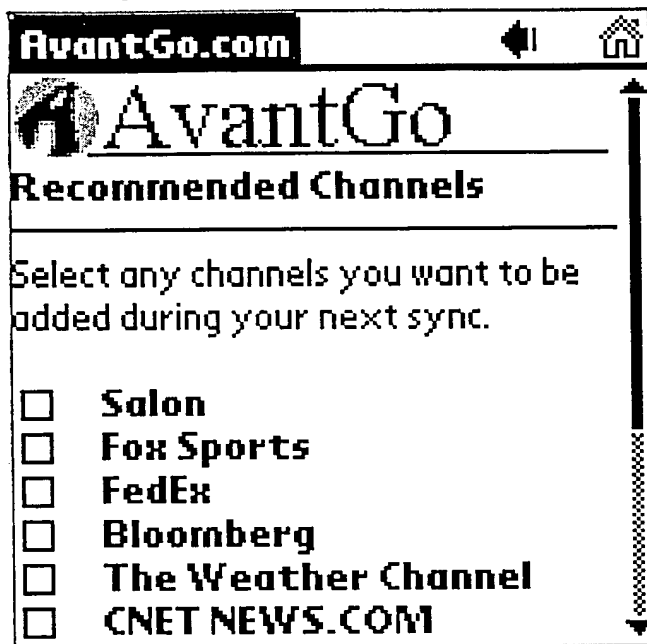 AvantGo.com
AvantGo
Recommended Channels
Select any channels you want to be
added during your next sync.
Salon
Fox Sports
FedEx
Bloomberg
The Weather Channel
CNET NEWS.COM